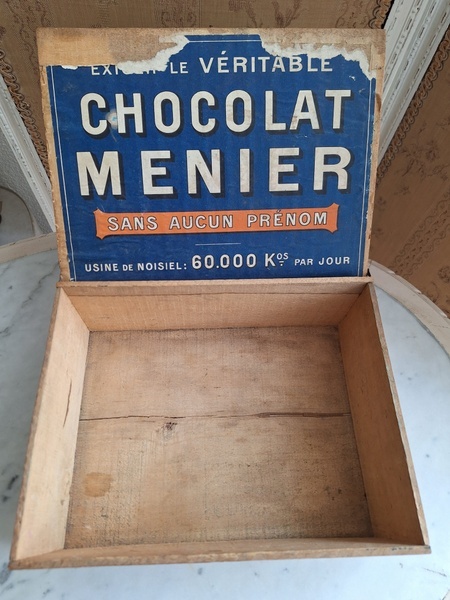 LE VÉRITABLE
CHOCOLAT
MENIER
SANS AUCUN PRÉNOM
USINE DE NOISIEL: 60.000 KOS PAR JOUR